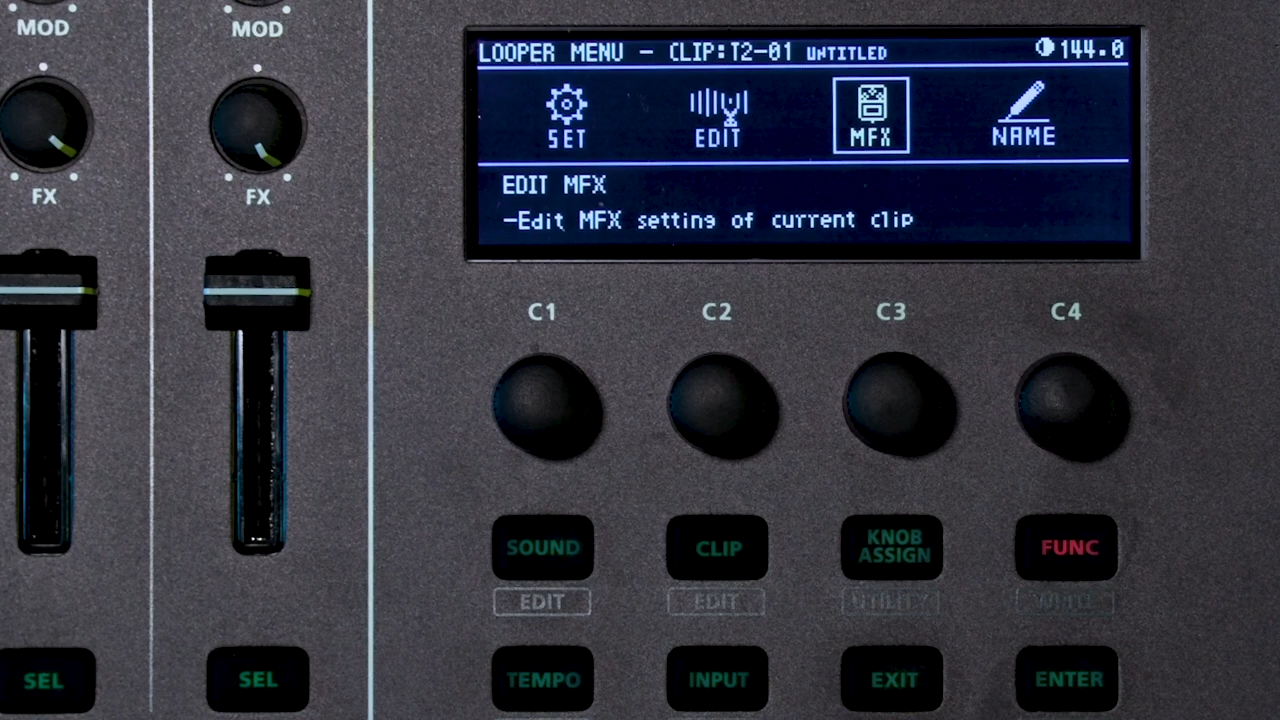 MOD
MOD
FX
FX
LOOPER MENU - CLIP:T2-01 UNTITLED 144.0
SET EDIT MFX NAME
EDIT MFX
-Edit MFX setting of current clip
C1 C2 C3 C4
SOUND CLIP KNOB ASSIGN FUNC
EDIT EDIT UTILITY WRITE
SEL SEL TEMPO INPUT EXIT ENTER